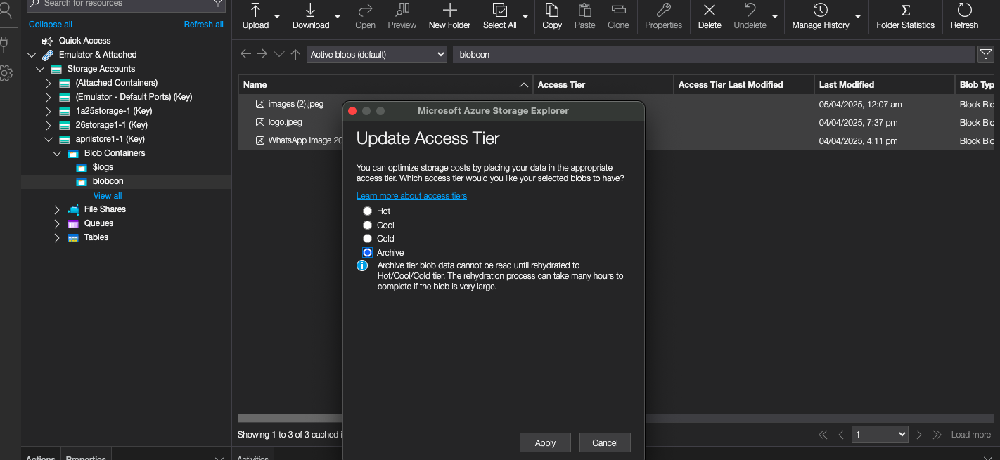 Search for resources
Collapse all
Refresh all
Quick Access
Emulator & Attached
Storage Accounts
(Attached Containers)
(Emulator - Default Ports) (Key)
1a25storage-1 (Key)
26storage1-1 (Key)
aprilstore1-1 (Key)
Blob Containers
$logs
blobcon
View all
File Shares
Queues
Tables
Actions
Properties
Upload
Download
Open
Preview
New Folder
Select All
Copy
Paste
Clone
Properties
Delete
Undelete
Manage History
Folder Statistics
Refresh
Active blobs (default)
blobcon
Name
Access Tier
Access Tier Last Modified
Last Modified
Blob Typ
images (2).jpeg
05/04/2025, 12:07 am
Block Blo
logo.jpeg
04/04/2025, 7:37 pm
Block Blo
WhatsApp Image 20
04/04/2025, 4:11 pm
Block Blo
Microsoft Azure Storage Explorer
Update Access Tier
You can optimize storage costs by placing your data in the appropriate
access tier. Which access tier would you like your selected blobs to have?
Learn more about access tiers
Hot
Cool
Cold
Archive
Archive tier blob data cannot be read until rehydrated to
Hot/Cool/Cold tier. The rehydration process can take many hours to
complete if the blob is very large.
Apply
Cancel
Showing 1 to 3 of 3 cached i
1
Load more
Activities